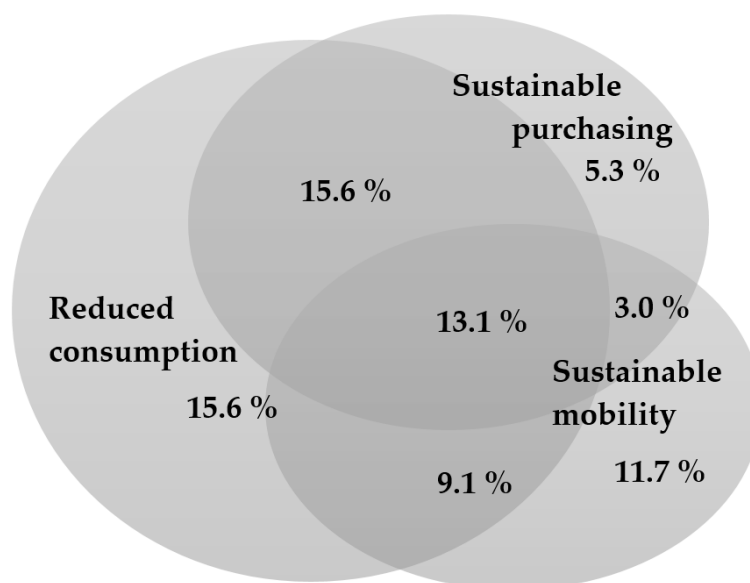 Sustainable
purchasing
5.3 %
15.6 %
Reduced
consumption
15.6 %
13.1 %
3.0 %
Sustainable
mobility
11.7 %
9.1 %